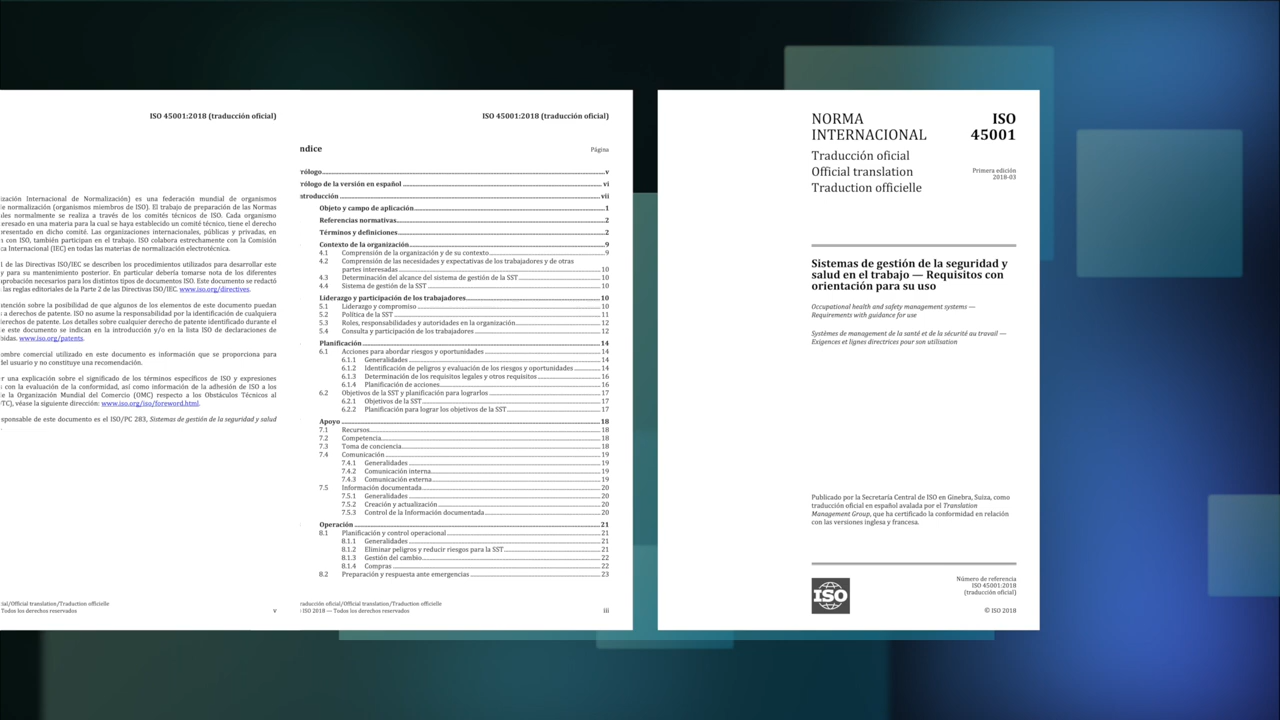 ISO 45001:2018 (traducción oficial)
Internacional de Normalización) es una federación mundial de organismos
normalización (organismos miembros de ISO). El trabajo de preparación de las Normas
normalmente se realiza a través de los comités técnicos de ISO. Cada organismo
en una materia para la cual se haya establecido un comité técnico, tiene el derecho
en dicho comité. Las organizaciones internacionales, públicas y privadas, en
con ISO, también participan en el trabajo. ISO colabora estrechamente con la Comisión
Internacional (IEC) en todas las materias de normalización electrotécnica.
de las Directivas ISO/IEC se describen los procedimientos utilizados para desarrollar este
y para su mantenimiento posterior. En particular debería tomarse nota de los diferentes
necesarios para los distintos tipos de documentos ISO. Este documento se redactó
las reglas editoriales de la Parte 2 de las Directivas ISO/IEC. www.iso.org/directives.
sobre la posibilidad de que algunos de los elementos de este documento puedan
a derechos de patente. ISO no asume la responsabilidad por la identificación de cualquiera
de patente. Los detalles sobre cualquier derecho de patente identificado durante el
este documento se indican en la introducción y/o en la lista ISO de declaraciones de
www.iso.org/patents.
comercial utilizado en este documento es información que se proporciona para
del usuario y no constituye una recomendación.
una explicación sobre el significado de los términos específicos de ISO y expresiones
con la evaluación de la conformidad, así como información de la adhesión de ISO a los
la Organización Mundial del Comercio (OMC) respecto a los Obstáculos Técnicos al
véase la siguiente dirección: www.iso.org/iso/foreword.html.
de este documento es el ISO/PC 283, Sistemas de gestión de la seguridad y salud
/Official translation/Traduction officielle
Todos los derechos reservados v
ISO 45001:2018 (traducción oficial)
ndice Página
rólogo v
rólogo de la versión en español vi
ntroducción vii
Objeto y campo de aplicación 1
Referencias normativas 2
Términos y definiciones 2
Contexto de la organización 9
4.1 Comprensión de la organización y de su contexto 9
4.2 Comprensión de las necesidades y expectativas de los trabajadores y de otras
partes interesadas 10
4.3 Determinación del alcance del sistema de gestión de la SST 10
4.4 Sistema de gestión de la SST 10
Liderazgo y participación de los trabajadores 10
5.1 Liderazgo y compromiso 10
5.2 Política de la SST 11
5.3 Roles, responsabilidades y autoridades en la organización 12
5.4 Consulta y participación de los trabajadores 12
Planificación 14
6.1 Acciones para abordar riesgos y oportunidades 14
6.1.1 Generalidades 14
6.1.2 Identificación de peligros y evaluación de los riesgos y oportunidades 14
6.1.3 Determinación de los requisitos legales y otros requisitos 16
6.1.4 Planificación de acciones 16
6.2 Objetivos de la SST y planificación para lograrlos 17
6.2.1 Objetivos de la SST 17
6.2.2 Planificación para lograr los objetivos de la SST 17
Apoyo 18
7.1 Recursos 18
7.2 Competencia 18
7.3 Toma de conciencia 18
7.4 Comunicación 19
7.4.1 Generalidades 19
7.4.2 Comunicación interna 19
7.4.3 Comunicación externa 19
7.5 Información documentada 20
7.5.1 Generalidades 20
7.5.2 Creación y actualización 20
7.5.3 Control de la Información documentada 20
Operación 21
8.1 Planificación y control operacional 21
8.1.1 Generalidades 21
8.1.2 Eliminar peligros y reducir riesgos para la SST 21
8.1.3 Gestión del cambio 22
8.1.4 Compras 22
8.2 Preparación y respuesta ante emergencias 23
raducción oficial/Official translation/Traduction officielle
ISO 2018 — Todos los derechos reservados iii
NORMA ISO
INTERNACIONAL 45001
Traducción oficial
Official translation
Traduction officielle
Primera edición
2018-03
Sistemas de gestión de la seguridad y
salud en el trabajo — Requisitos con
orientación para su uso
Occupational health and safety management systems —
Requirements with guidance for use
Systèmes de management de la santé et de la sécurité au travail —
Exigences et lignes directrices pour son utilisation
Publicado por la Secretaría Central de ISO en Ginebra, Suiza, como
traducción oficial en español avalada por el Translation
Management Group, que ha certificado la conformidad en relación
con las versiones inglesa y francesa.
ISO
Número de referencia
ISO 45001:2018
(traducción oficial)
© ISO 2018